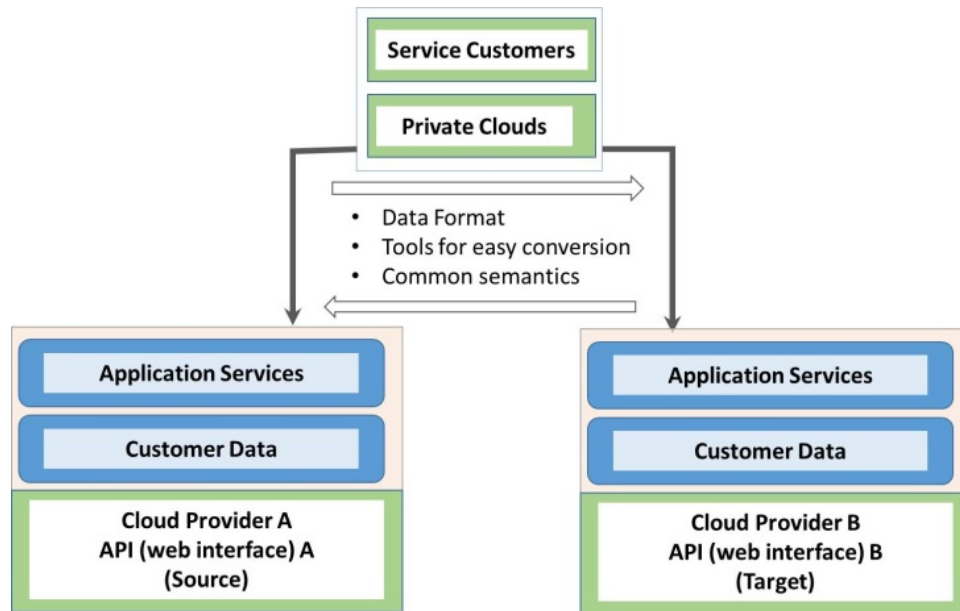 Service Customers
Private Clouds
• Data Format
• Tools for easy conversion
• Common semantics
Application Services
Customer Data
Cloud Provider A
API (web interface) A
(Source)
Application Services
Customer Data
Cloud Provider B
API (web interface) B
(Target)